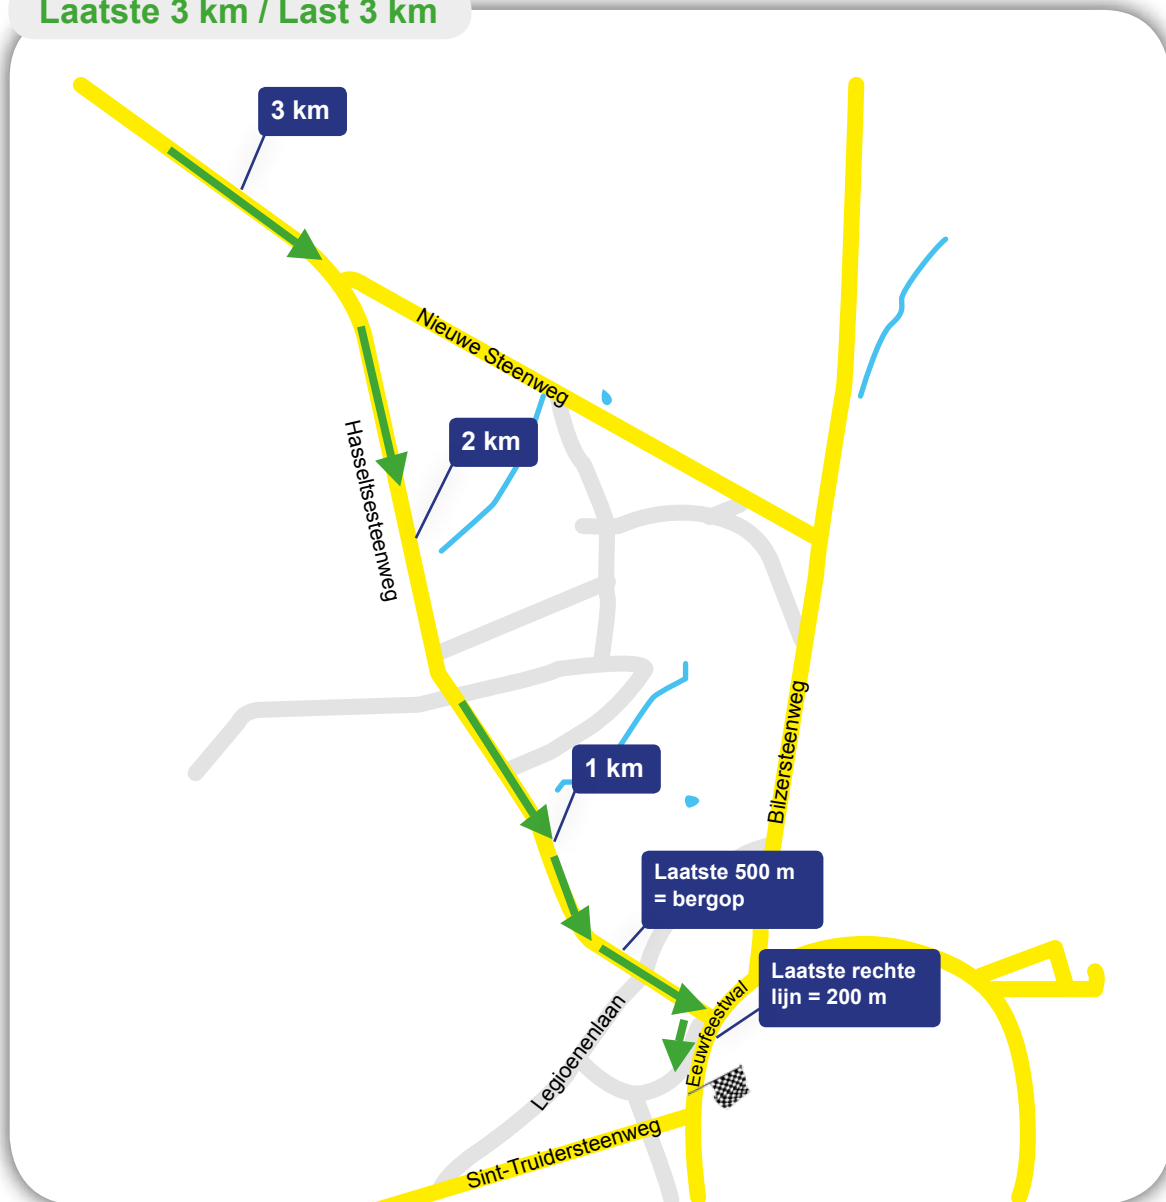 Laatste 3 km / Last 3 km
3 km
Nieuwe Steenweg
2 km
Hasseltsesteenweg
Bilzersteenweg
1 km
Laatste 500 m
= bergop
Laatste rechte
lijn = 200 m
Eeuwfeestwal
Legioenenlaan
Sint-Truidersteenweg